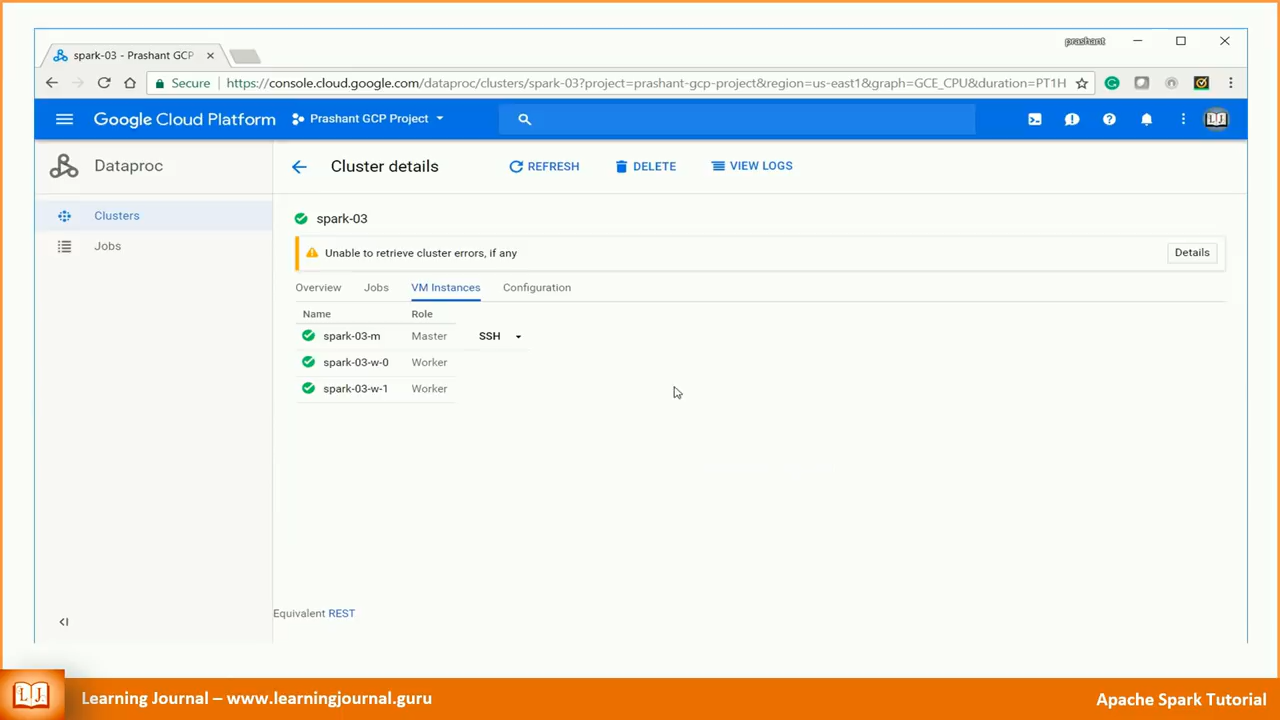 prashant
spark-03 - Prashant GCP
Secure https://console.cloud.google.com/dataproc/clusters/spark-03?project=prashant-gcp-project&region=us-east1&graph=GCE_CPU&duration=PT1H
Google Cloud Platform Prashant GCP Project
Dataproc Cluster details REFRESH DELETE VIEW LOGS
Clusters
Jobs
spark-03
Unable to retrieve cluster errors, if any Details
Overview Jobs VM Instances Configuration
Name Role
spark-03-m Master SSH
spark-03-w-0 Worker
spark-03-w-1 Worker
Equivalent REST
LJ Learning Journal – www.learningjournal.guru Apache Spark Tutorial